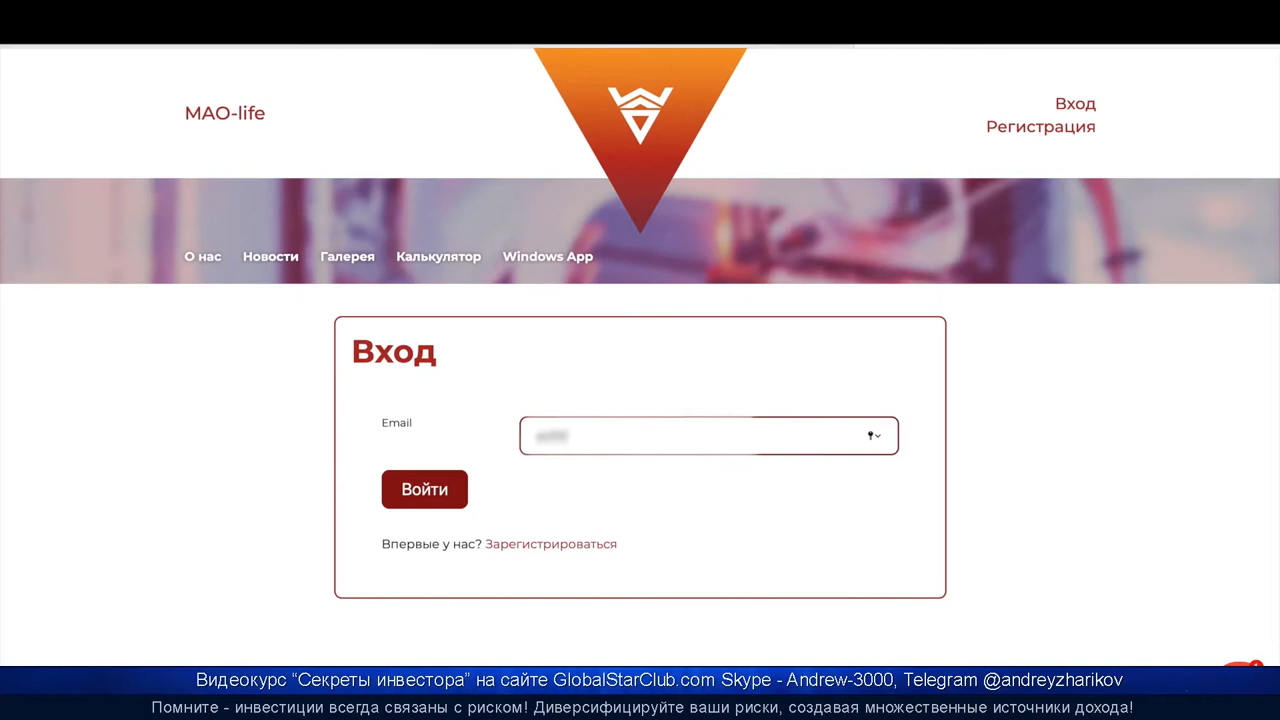 MAO-life
Вход
Регистрация
О нас Новости Галерея Калькулятор Windows App
Вход
Email
Войти
Впервые у нас? Зарегистрироваться
Видеокурс “Секреты инвестора” на сайте GlobalStarClub.com Skype - Andrew-3000, Telegram @andreyzharikov
Помните - инвестиции всегда связаны с риском! Диверсифицируйте ваши риски, создавая множественные источники дохода!